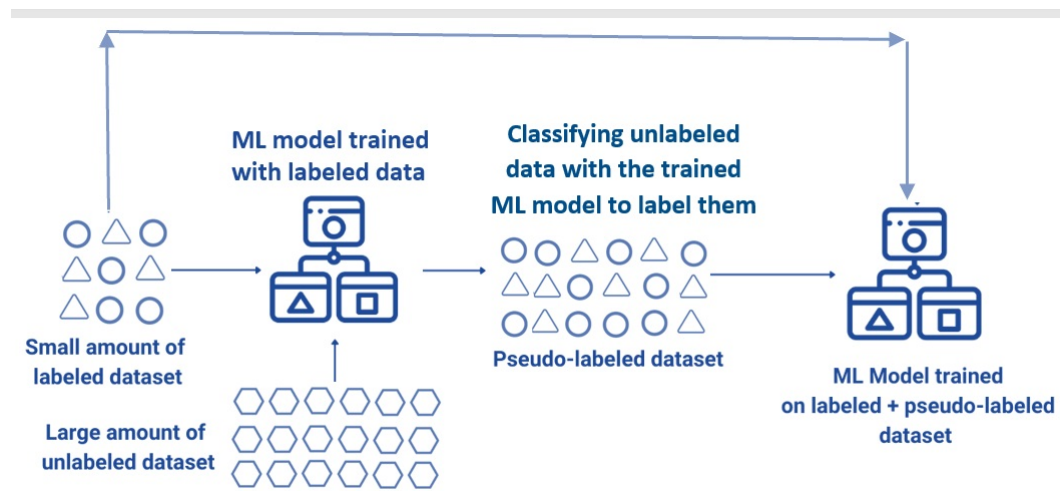 ML model trained
with labeled data
Classifying unlabeled
data with the trained
ML model to label them
Small amount of
labeled dataset
Pseudo-labeled dataset
Large amount of
unlabeled dataset
ML Model trained
on labeled + pseudo-labeled
dataset